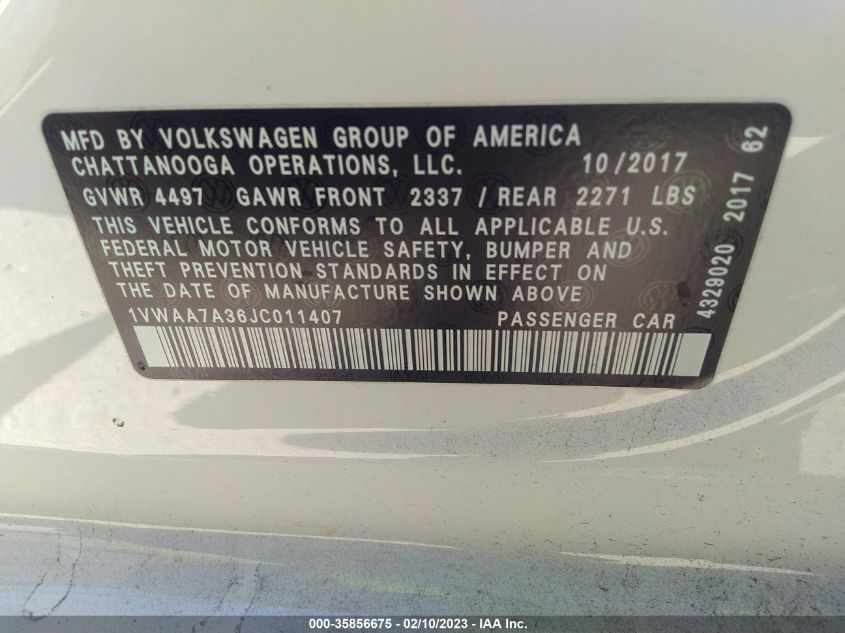 MFD BY VOLKSWAGEN GROUP OF AMERICA
CHATTANOOGA OPERATIONS, LLC. 10/2017
GVWR 4497 GAWR FRONT 2337 / REAR 2271 LBS
THIS VEHICLE CONFORMS TO ALL APPLICABLE U.S.
FEDERAL MOTOR VEHICLE SAFETY, BUMPER AND
THEFT PREVENTION STANDARDS IN EFFECT ON
THE DATE OF MANUFACTURE SHOWN ABOVE
1VWAA7A36JC011407 PASSENGER CAR
4329020 2017 62
000-35856675 - 02/10/2023 - IAA Inc.